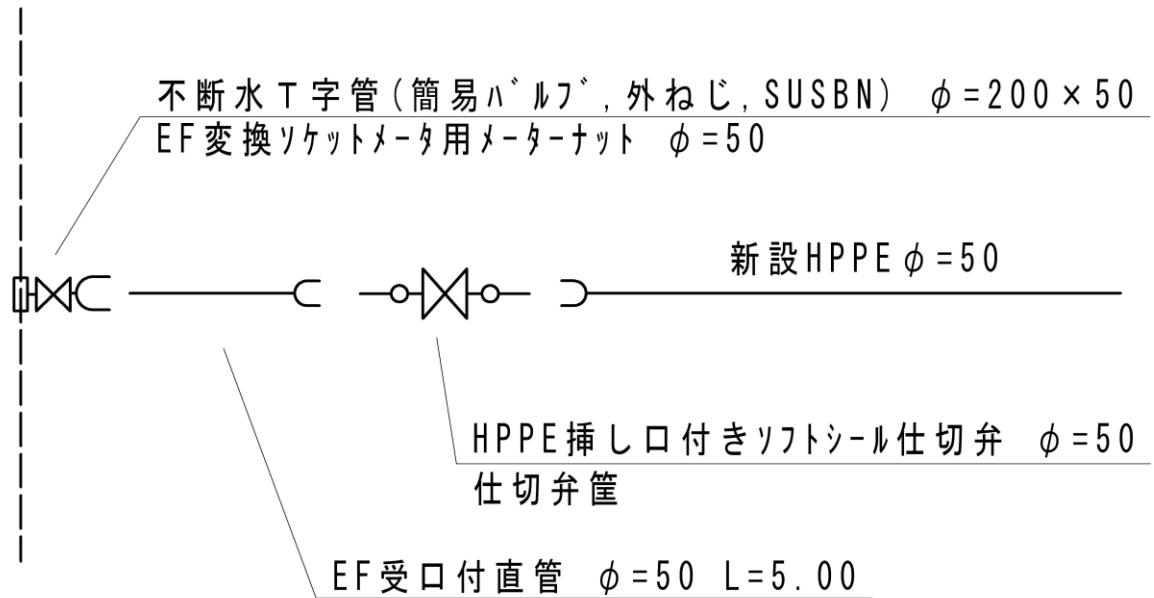 不断水T字管(簡易ﾊﾞﾙﾌﾞ,外ねじ,SUSBN) φ=200×50
EF変換ｿｹｯﾄﾒｰﾀ用ﾒｰﾀｰﾅｯﾄ φ=50
新設HPPEφ=50
HPPE挿し口付きｿﾌﾄｼｰﾙ仕切弁 φ=50
仕切弁筐
EF受口付直管 φ=50 L=5.00